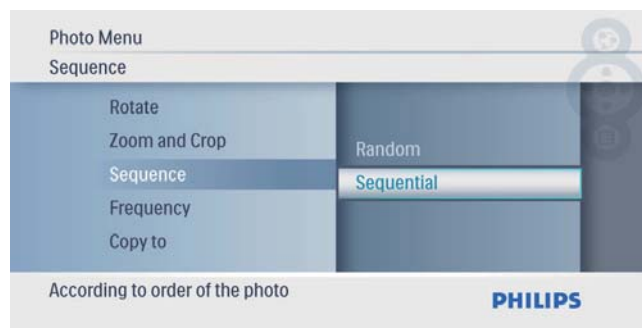 Photo Menu
Sequence
Rotate
Zoom and Crop
Sequence
Frequency
Copy to
Random
Sequential
According to order of the photo
PHILIPS